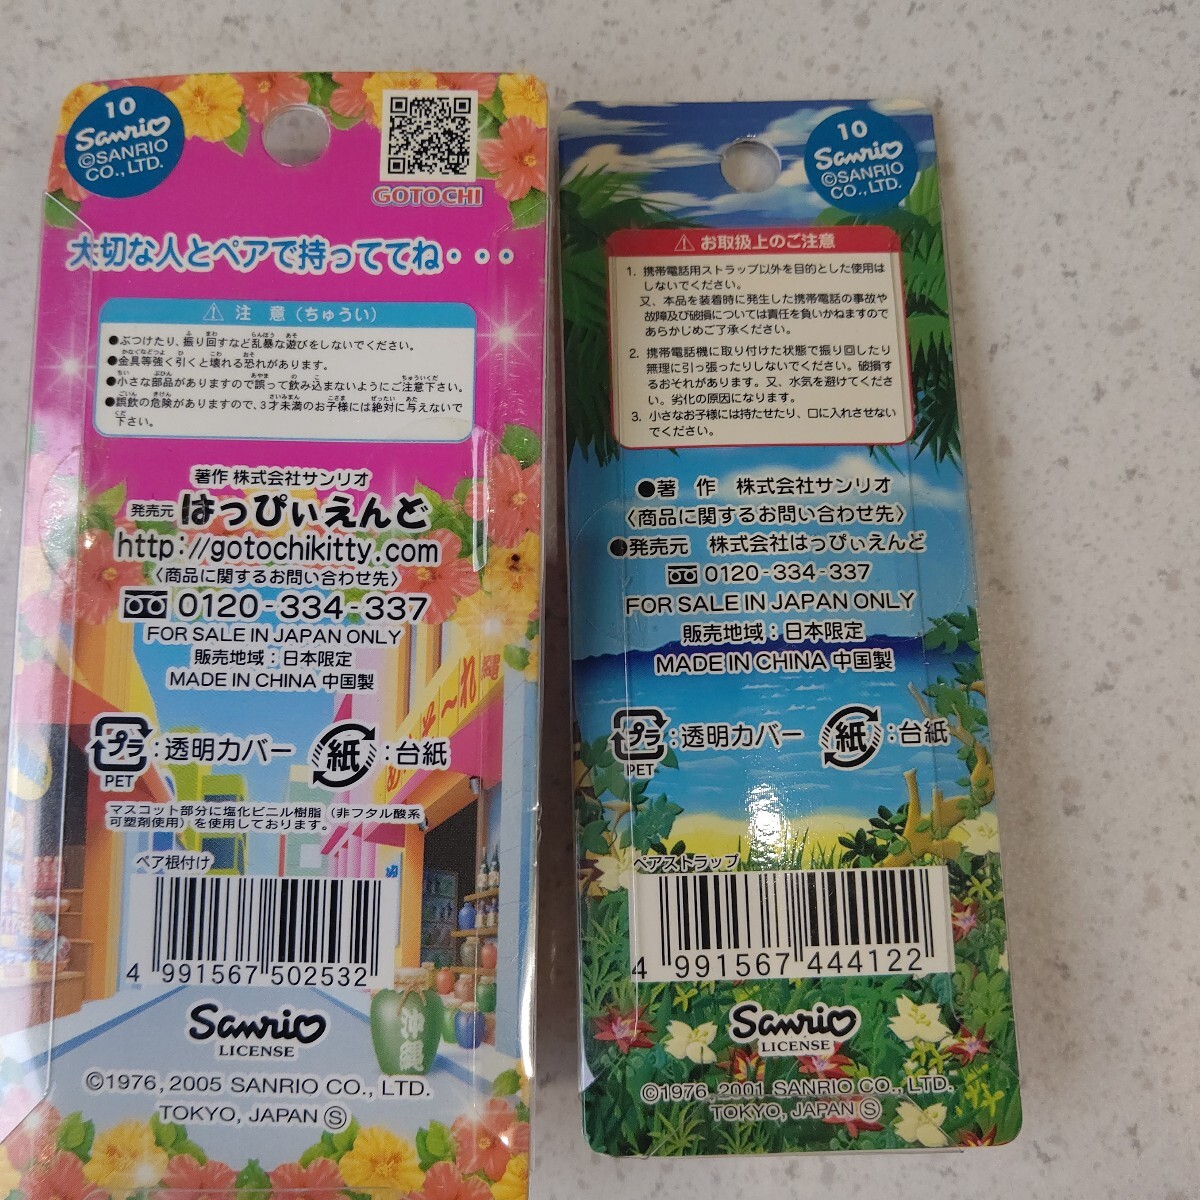 10
Sanrio
©SANRIO
CO., LTD.
GOTOCHI
大切な人とペアで持っててね・・・
⚠ 注 意(ちゅうい)
●ぶつけたり、振り回すなど乱暴な遊びをしないでください。
●金具等強く引くと壊れる恐れがあります。
●小さな部品がありますので誤って飲み込まないようにご注意下さい。
●誤飲の危険がありますので、3才未満のお子様には絶対に与えないで
下さい。
著作 株式会社サンリオ
発売元 はっぴぃえんど
http://gotochikitty.com
〈商品に関するお問い合わせ先〉
0120-334-337
FOR SALE IN JAPAN ONLY
販売地域:日本限定
MADE IN CHINA 中国製
プラ:透明カバー 紙:台紙
PET
マスコット部分に塩化ビニル樹脂(非フタル酸系
可塑剤使用)を使用しております。
ペア根付け
4 991567 502532
沖縄
Sanrio
LICENSE
©1976, 2005 SANRIO CO., LTD.
TOKYO, JAPAN Ⓢ
10
Sanrio
©SANRIO
CO., LTD.
⚠ お取扱上のご注意
1. 携帯電話用ストラップ以外を目的とした使用は
しないでください。
又、本品を装着時に発生した携帯電話の事故や
故障及び破損については責任を負いかねますので
あらかじめご了承ください。
2. 携帯電話機に取り付けた状態で振り回したり
無理に引っ張ったりしないでください。破損す
るおそれがあります。又、水気を避けてくださ
い。劣化の原因になります。
3. 小さなお子様には持たせたり、口に入れさせない
でください。
●著 作 株式会社サンリオ
〈商品に関するお問い合わせ先〉
●発売元 株式会社はっぴぃえんど
0120-334-337
FOR SALE IN JAPAN ONLY
販売地域:日本限定
MADE IN CHINA 中国製
プラ:透明カバー 紙:台紙
PET
ペアストラップ
4 991567 444122
Sanrio
LICENSE
©1976, 2001 SANRIO CO., LTD.
TOKYO, JAPAN Ⓢ